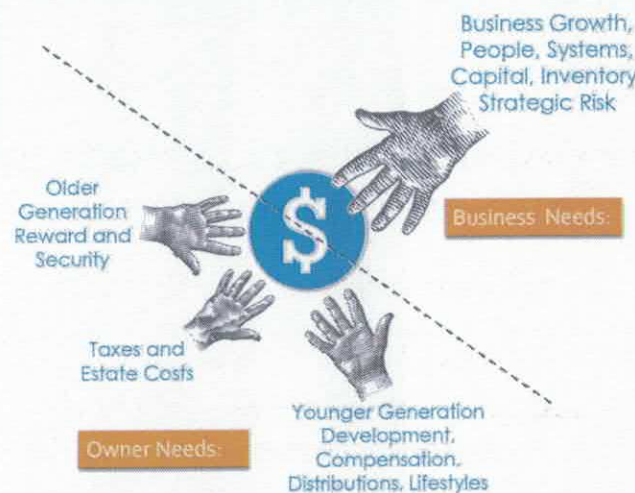 Business Growth,
People, Systems,
Capital, Inventory
Strategic Risk
Older
Generation
Reward and
Security
$
Business Needs:
Taxes and
Estate Costs
Younger Generation
Development,
Compensation,
Distributions, Lifestyles
Owner Needs: